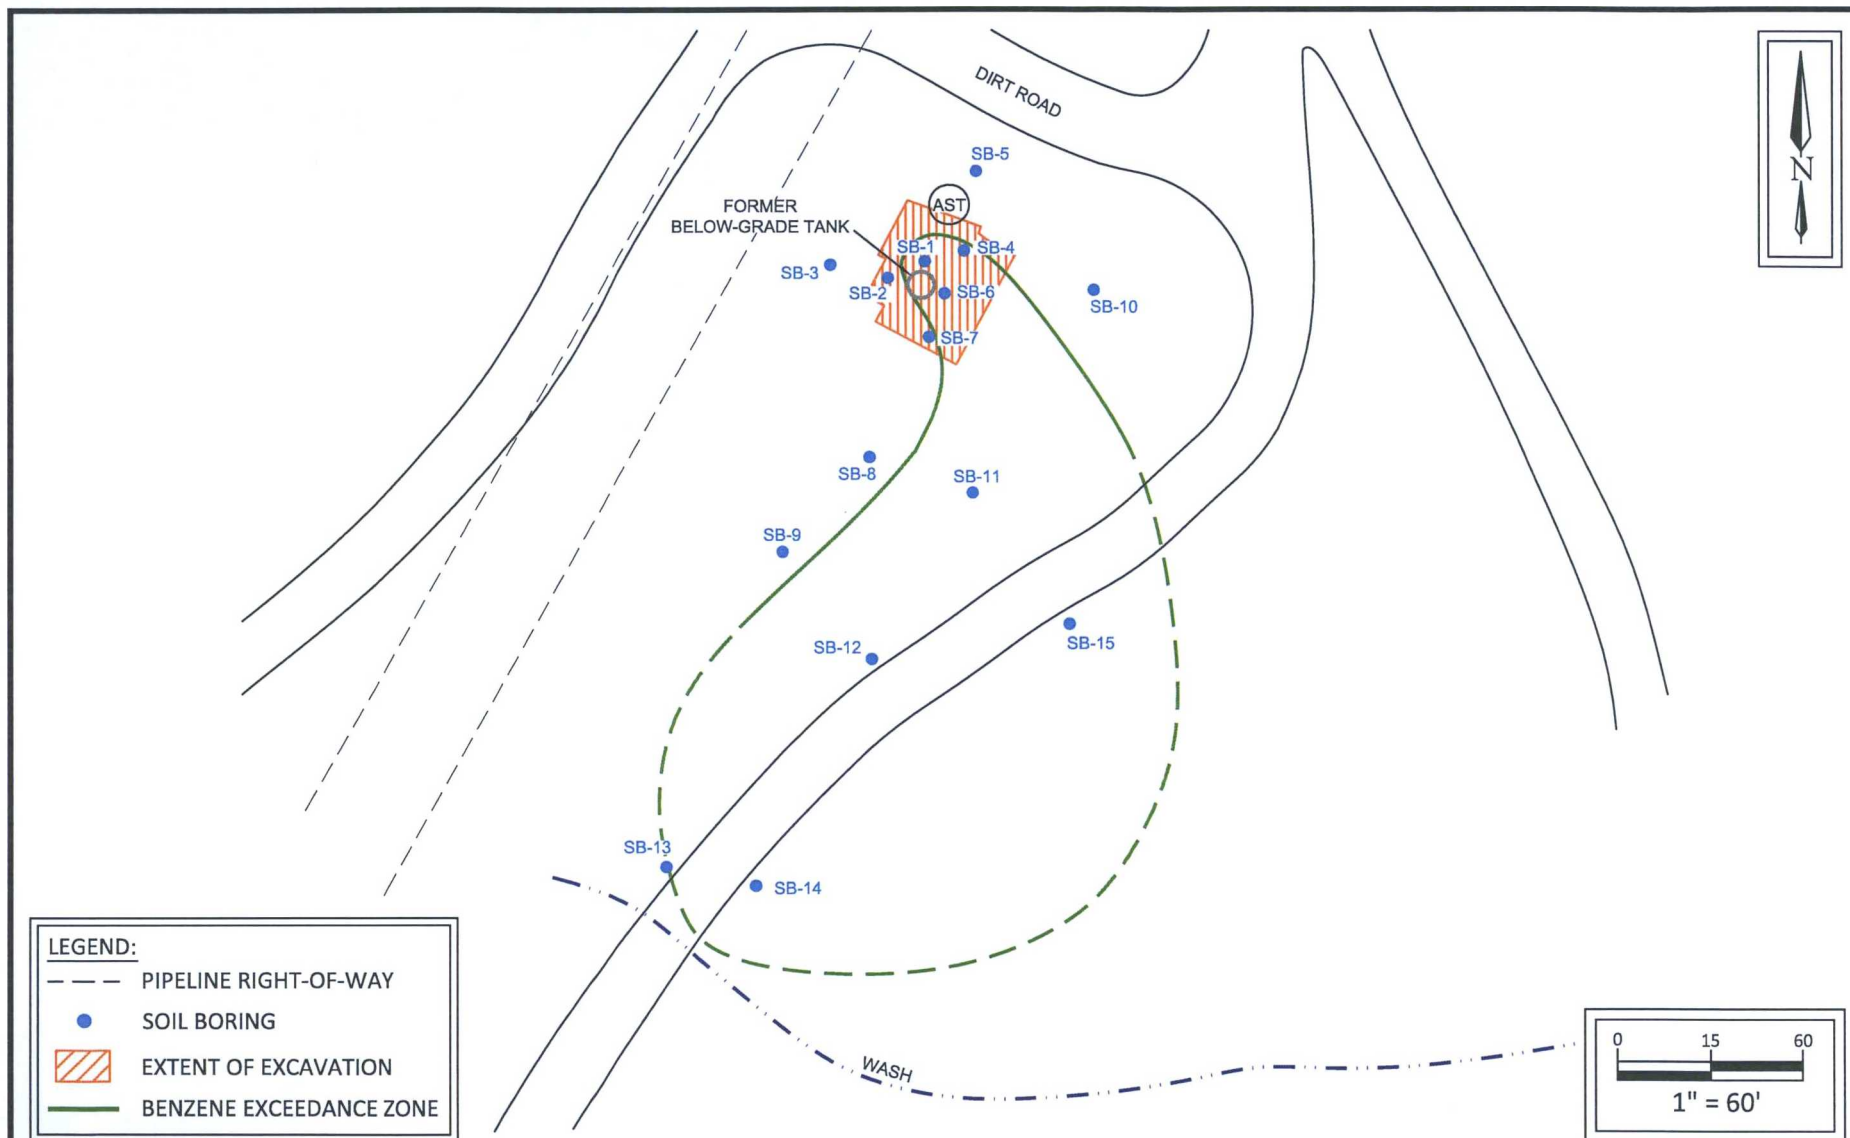 DIRT ROAD
N
SB-5
AST
FORMER
BELOW-GRADE TANK
SB-1
SB-4
SB-3
SB-2
SB-6
SB-10
SB-7
SB-8
SB-11
SB-9
SB-12
SB-15
SB-13
SB-14
WASH
LEGEND:
PIPELINE RIGHT-OF-WAY
SOIL BORING
EXTENT OF EXCAVATION
BENZENE EXCEEDANCE ZONE
0 15 60
1" = 60'